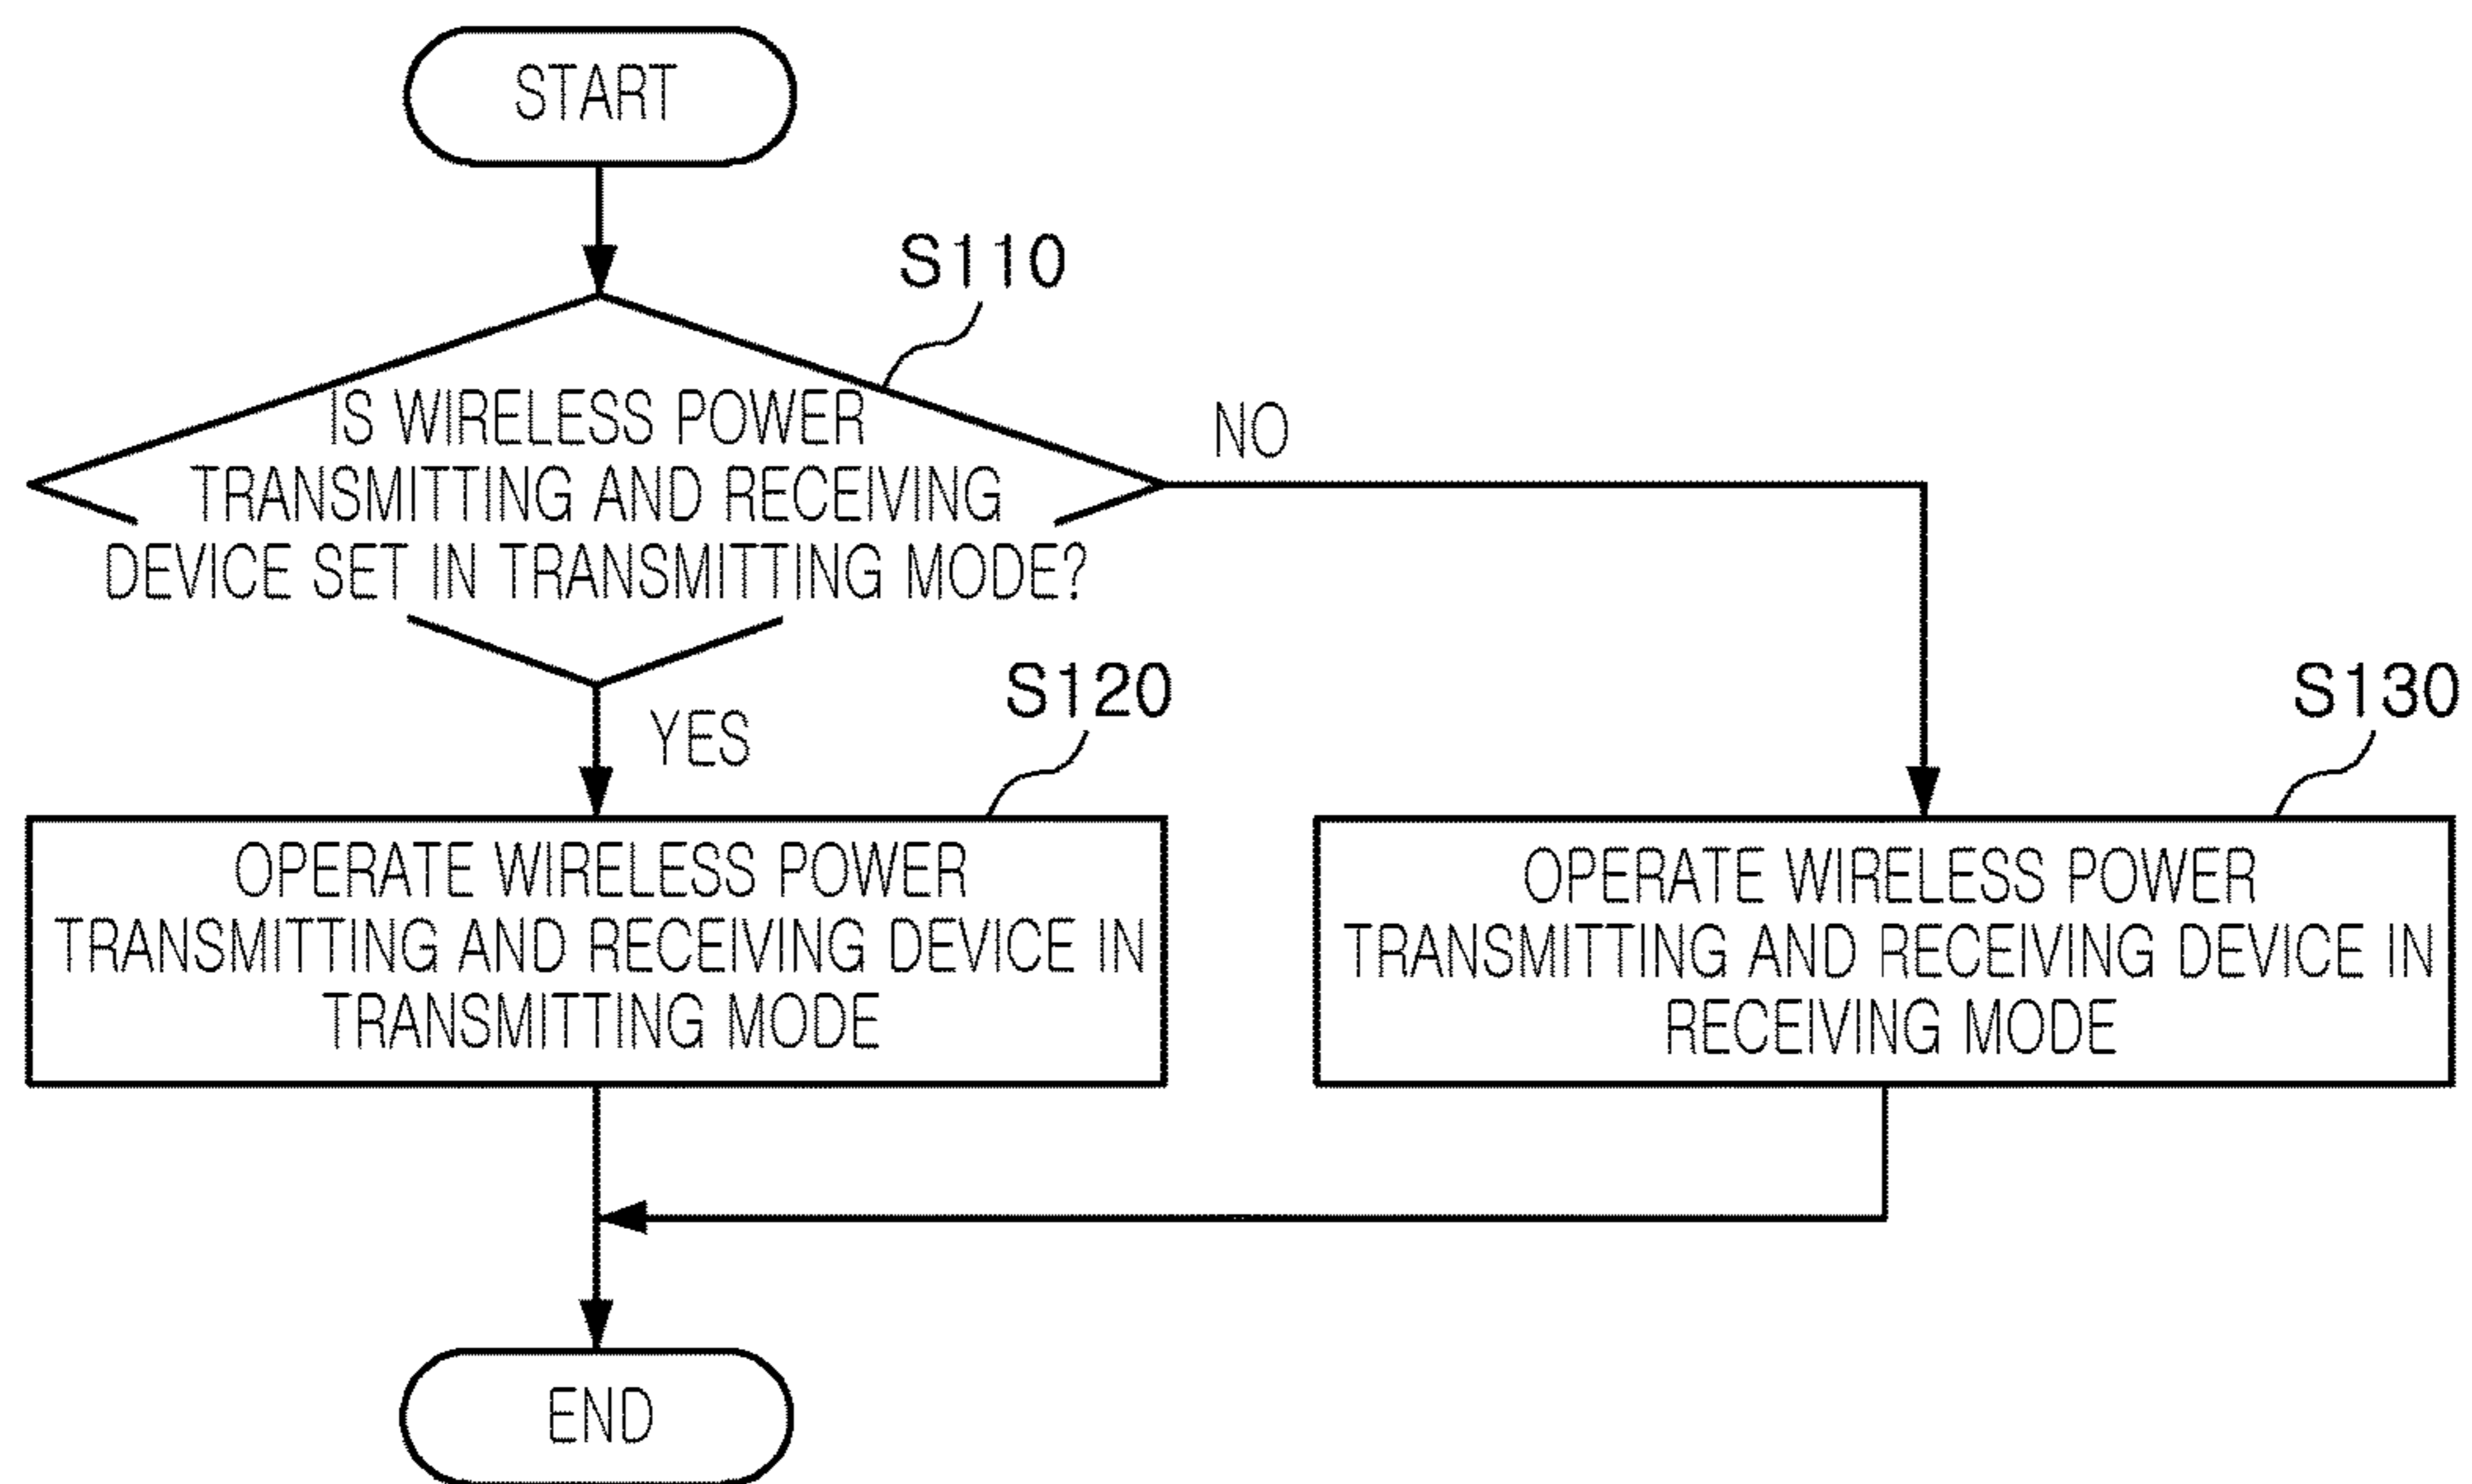 START
S110
IS WIRELESS POWER
TRANSMITTING AND RECEIVING
DEVICE SET IN TRANSMITTING MODE?
NO
YES
S120
OPERATE WIRELESS POWER
TRANSMITTING AND RECEIVING DEVICE IN
TRANSMITTING MODE
S130
OPERATE WIRELESS POWER
TRANSMITTING AND RECEIVING DEVICE IN
RECEIVING MODE
END